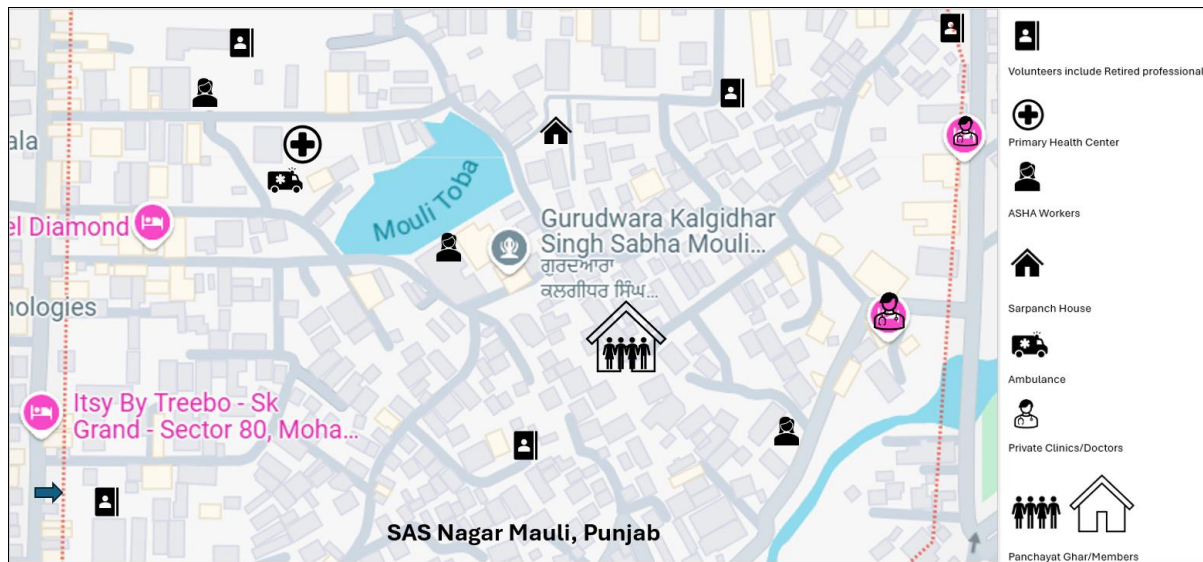 ala
Mouli Toba
el Diamond
Gurudwara Kalgidhar
Singh Sabha Mouli...
ਗੁਰਦਆਰਾ
ਕਲਗੀਧਰ ਸਿੰਘ...
nologies
Itsy By Treebo - Sk
Grand - Sector 80, Moha...
SAS Nagar Mauli, Punjab
Volunteers include Retired professional
Primary Health Center
ASHA Workers
Sarpanch House
Ambulance
Private Clinics/Doctors
Panchayat Ghar/Members